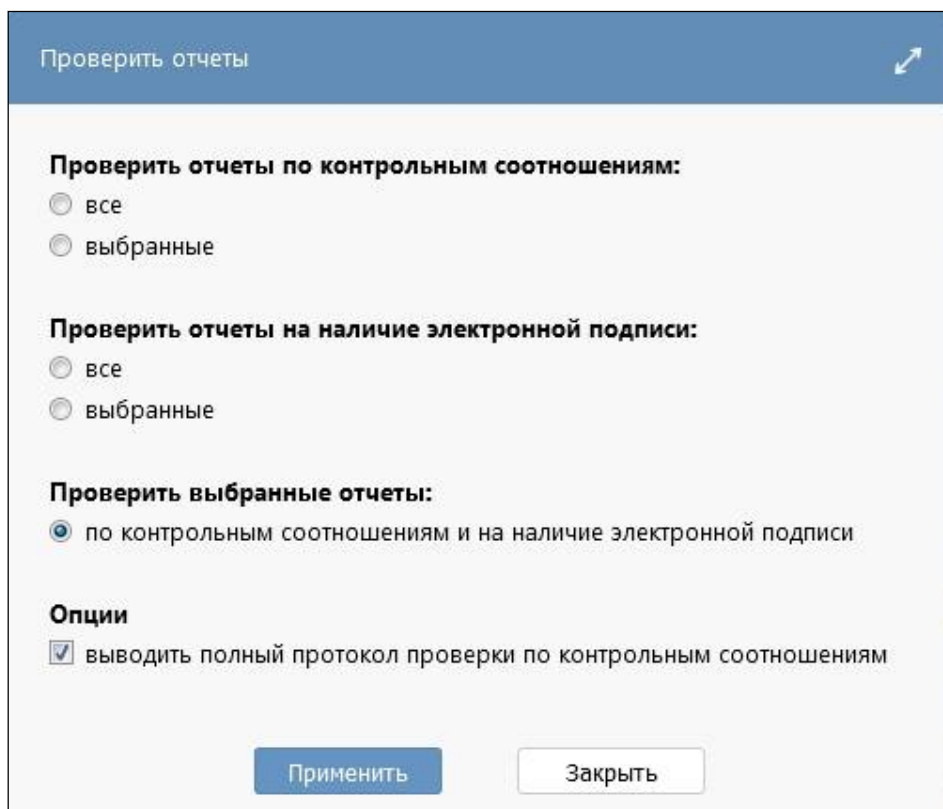 Проверить отчеты
Проверить отчеты по контрольным соотношениям:
все
выбранные
Проверить отчеты на наличие электронной подписи:
все
выбранные
Проверить выбранные отчеты:
по контрольным соотношениям и на наличие электронной подписи
Опции
выводить полный протокол проверки по контрольным соотношениям
Применить
Закрыть